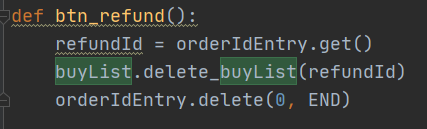 def btn_refund():
    refundId = orderIdEntry.get()
    buyList.delete_buyList(refundId)
    orderIdEntry.delete(0, END)